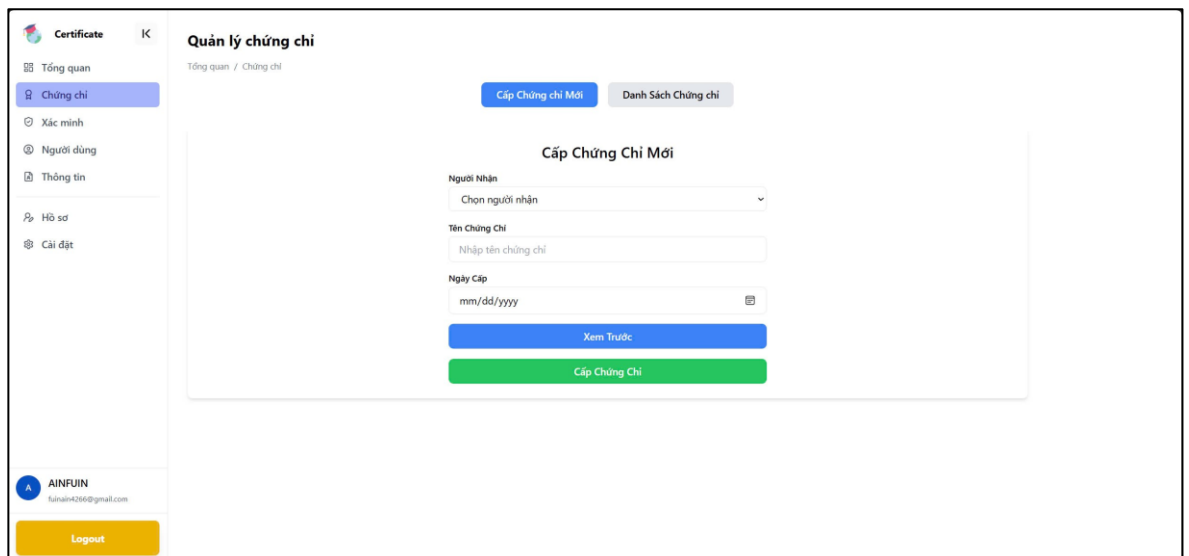 Certificate
Tổng quan
Chứng chỉ
Xác minh
Người dùng
Thông tin
Hồ sơ
Cài đặt
AINFUIN
A
fuinain4266@gmail.com
Logout
Quản lý chứng chỉ
Tổng quan / Chứng chỉ
Cấp Chứng chỉ Mới
Danh Sách Chứng chỉ
Cấp Chứng Chỉ Mới
Người Nhận
Chọn người nhận
Tên Chứng Chỉ
Nhập tên chứng chỉ
Ngày Cấp
mm/dd/yyyy
Xem Trước
Cấp Chứng Chỉ